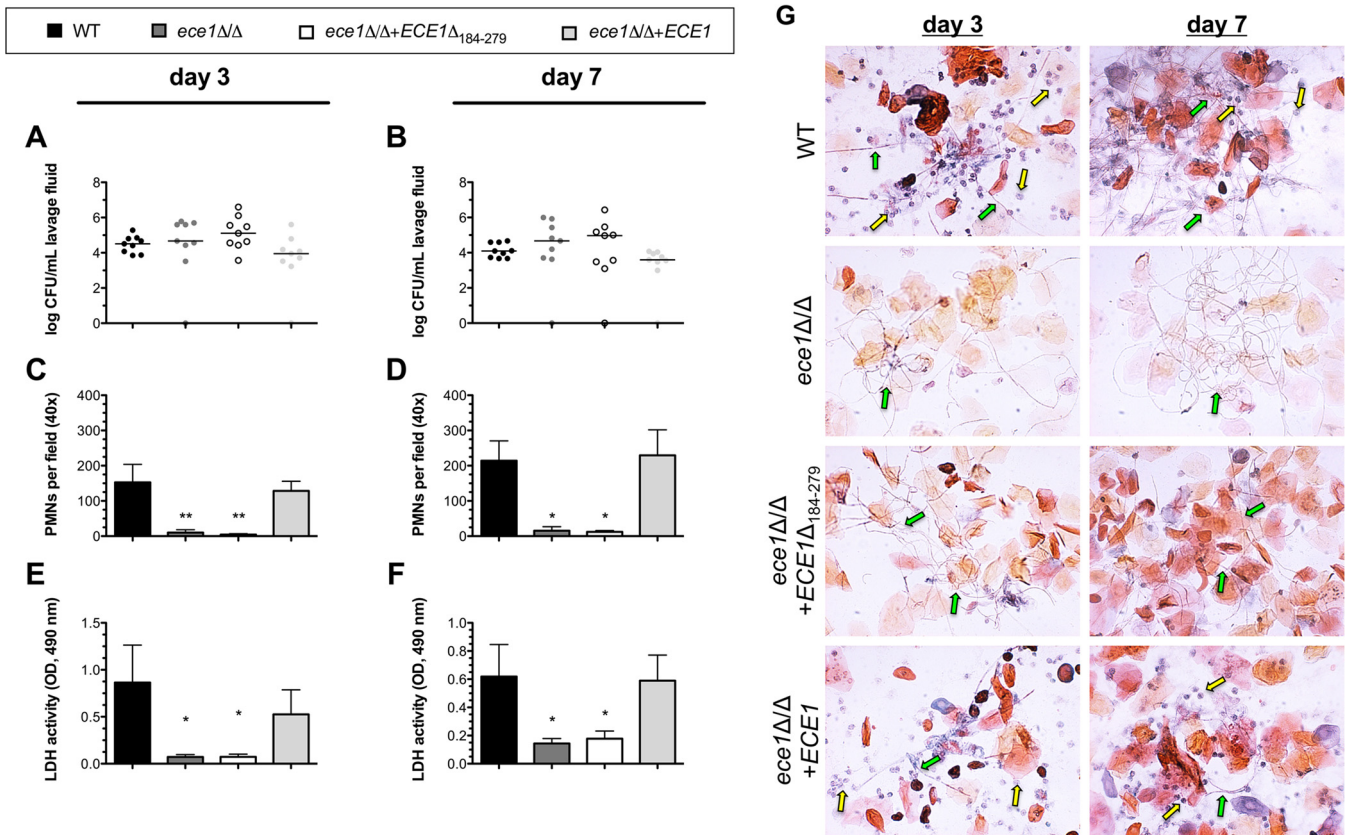 WT
ece1Δ/Δ
ece1Δ/Δ+ECE1Δ184-279
ece1Δ/Δ+ECE1
day 3
day 7
A
log CFU/mL lavage fluid
8
6
4
2
0
B
log CFU/mL lavage fluid
8
6
4
2
0
C
PMNs per field (40x)
400
300
200
100
0
**
**
D
PMNs per field (40x)
400
300
200
100
0
*
*
E
LDH activity (OD, 490 nm)
1.5
1.0
0.5
0.0
*
*
F
LDH activity (OD, 490 nm)
1.0
0.8
0.6
0.4
0.2
0.0
*
*
G
day 3
day 7
WT
ece1Δ/Δ
ece1Δ/Δ
+ECE1Δ184-279
ece1Δ/Δ
+ECE1